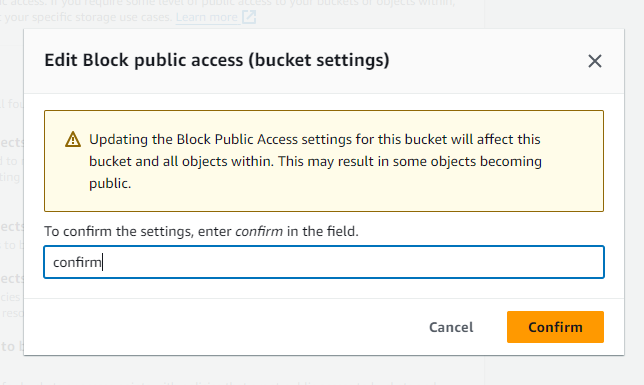 access. If you require some level of public access to your buckets or objects within,
your specific storage use cases. Learn more
Edit Block public access (bucket settings)
Updating the Block Public Access settings for this bucket will affect this
bucket and all objects within. This may result in some objects becoming
public.
To confirm the settings, enter confirm in the field.
confirm
Cancel
Confirm